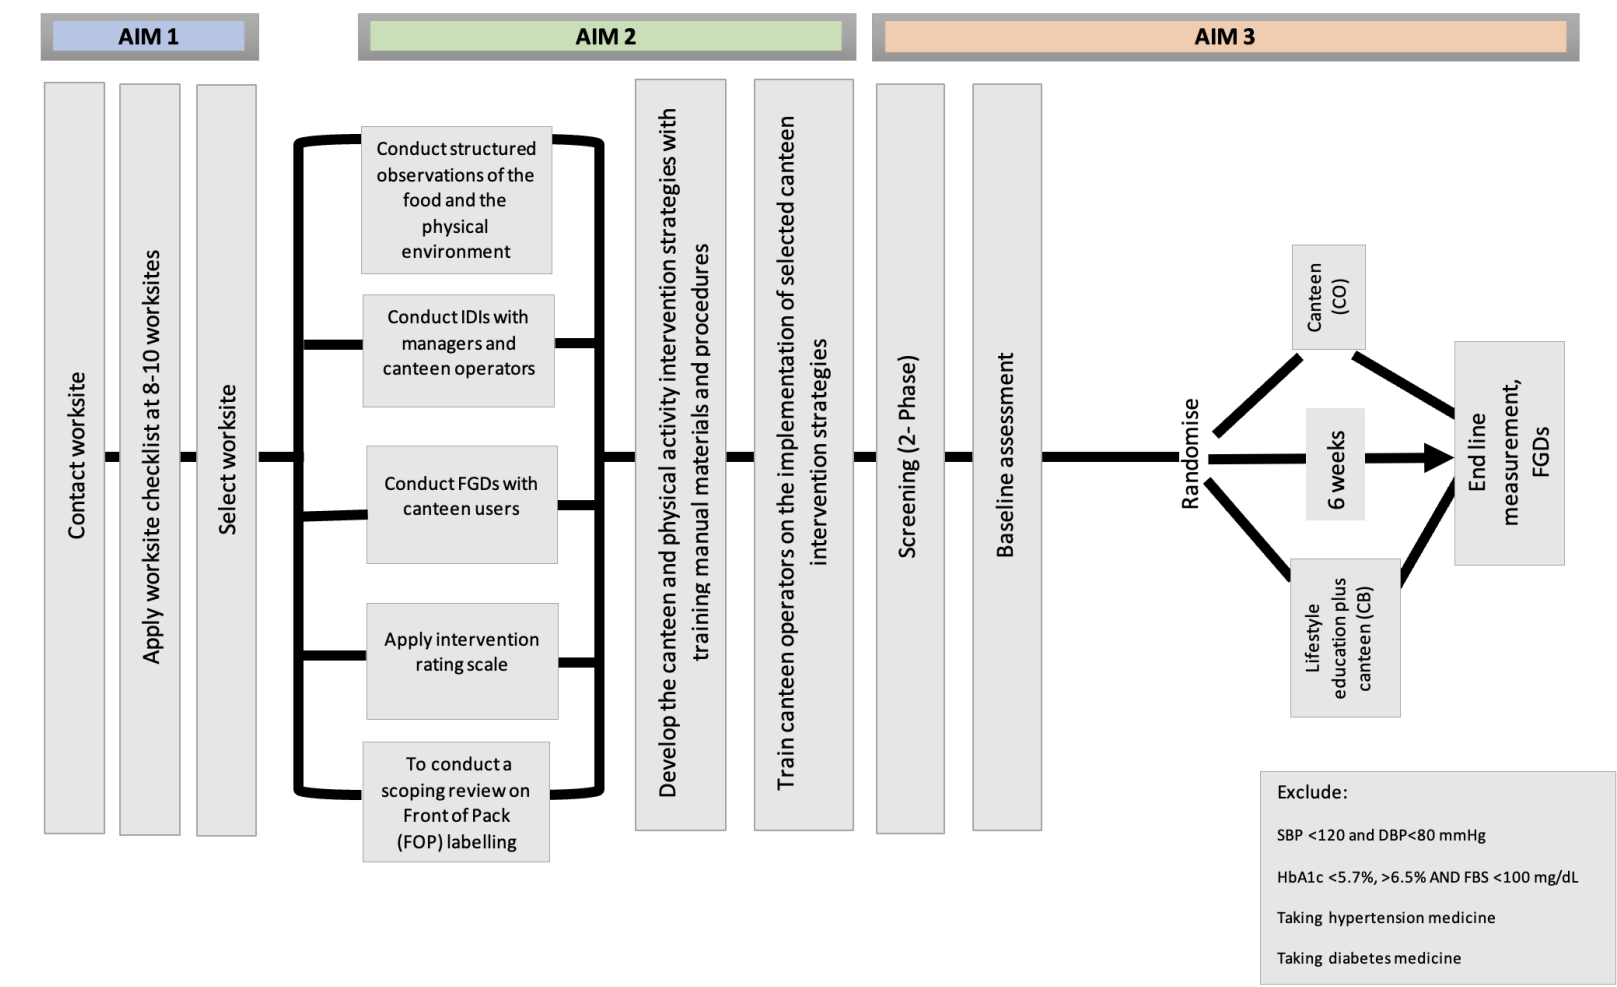 AIM 1
AIM 2
AIM 3
Contact worksite
Apply worksite checklist at 8-10 worksites
Select worksite
Conduct structured
observations of the
food and the
physical
environment
Conduct IDIs with
managers and
canteen operators
Conduct FGDs with
canteen users
Apply intervention
rating scale
To conduct a
scoping review on
Front of Pack
(FOP) labelling
Develop the canteen and physical activity intervention strategies with
training manual materials and procedures
Train canteen operators on the implementation of selected canteen
intervention strategies
Screening (2- Phase)
Baseline assessment
Randomise
Canteen
(CO)
6 weeks
Lifestyle
education plus
canteen (CB)
End line
measurement,
FGDs
Exclude:
SBP <120 and DBP<80 mmHg
HbA1c <5.7%, >6.5% AND FBS <100 mg/dL
Taking hypertension medicine
Taking diabetes medicine